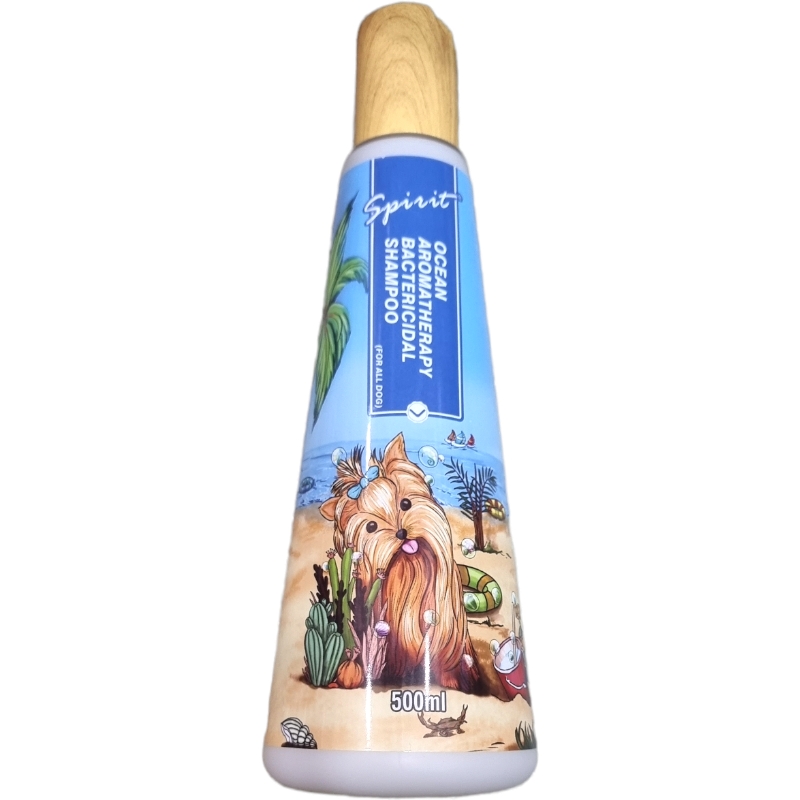 Spirit
OCEAN
AROMATHERAPY
BACTERICIDAL
SHAMPOO
(FOR ALL DOG)
500ml